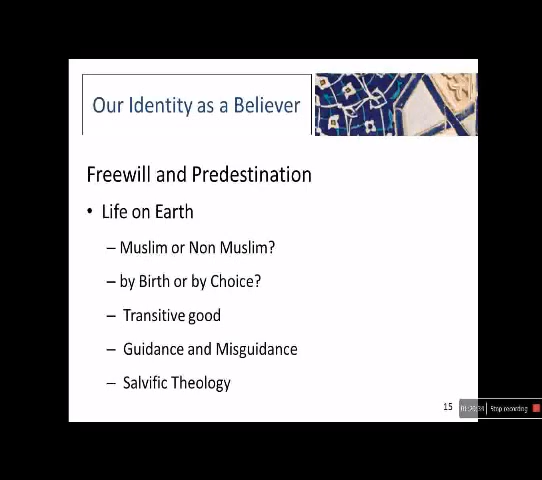 Our Identity as a Believer
Freewill and Predestination
• Life on Earth
– Muslim or Non Muslim?
– by Birth or by Choice?
– Transitive good
– Guidance and Misguidance
– Salvific Theology
15
Stop recording